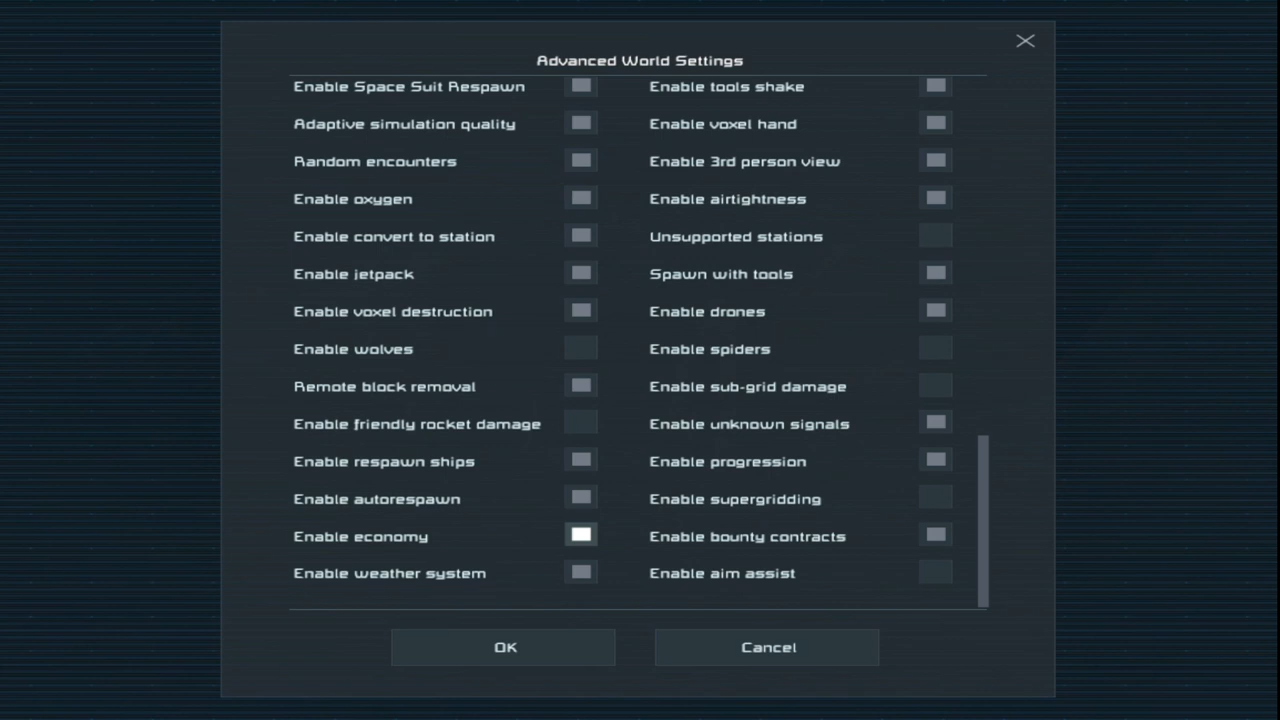 Advanced World Settings
Enable Space Suit Respawn Enable tools shake
Adaptive simulation quality Enable voxel hand
Random encounters Enable 3rd person view
Enable oxygen Enable airtightness
Enable convert to station Unsupported stations
Enable jetpack Spawn with tools
Enable voxel destruction Enable drones
Enable wolves Enable spiders
Remote block removal Enable sub-grid damage
Enable friendly rocket damage Enable unknown signals
Enable respawn ships Enable progression
Enable autorespawn Enable supergridding
Enable economy Enable bounty contracts
Enable weather system Enable aim assist
OK Cancel